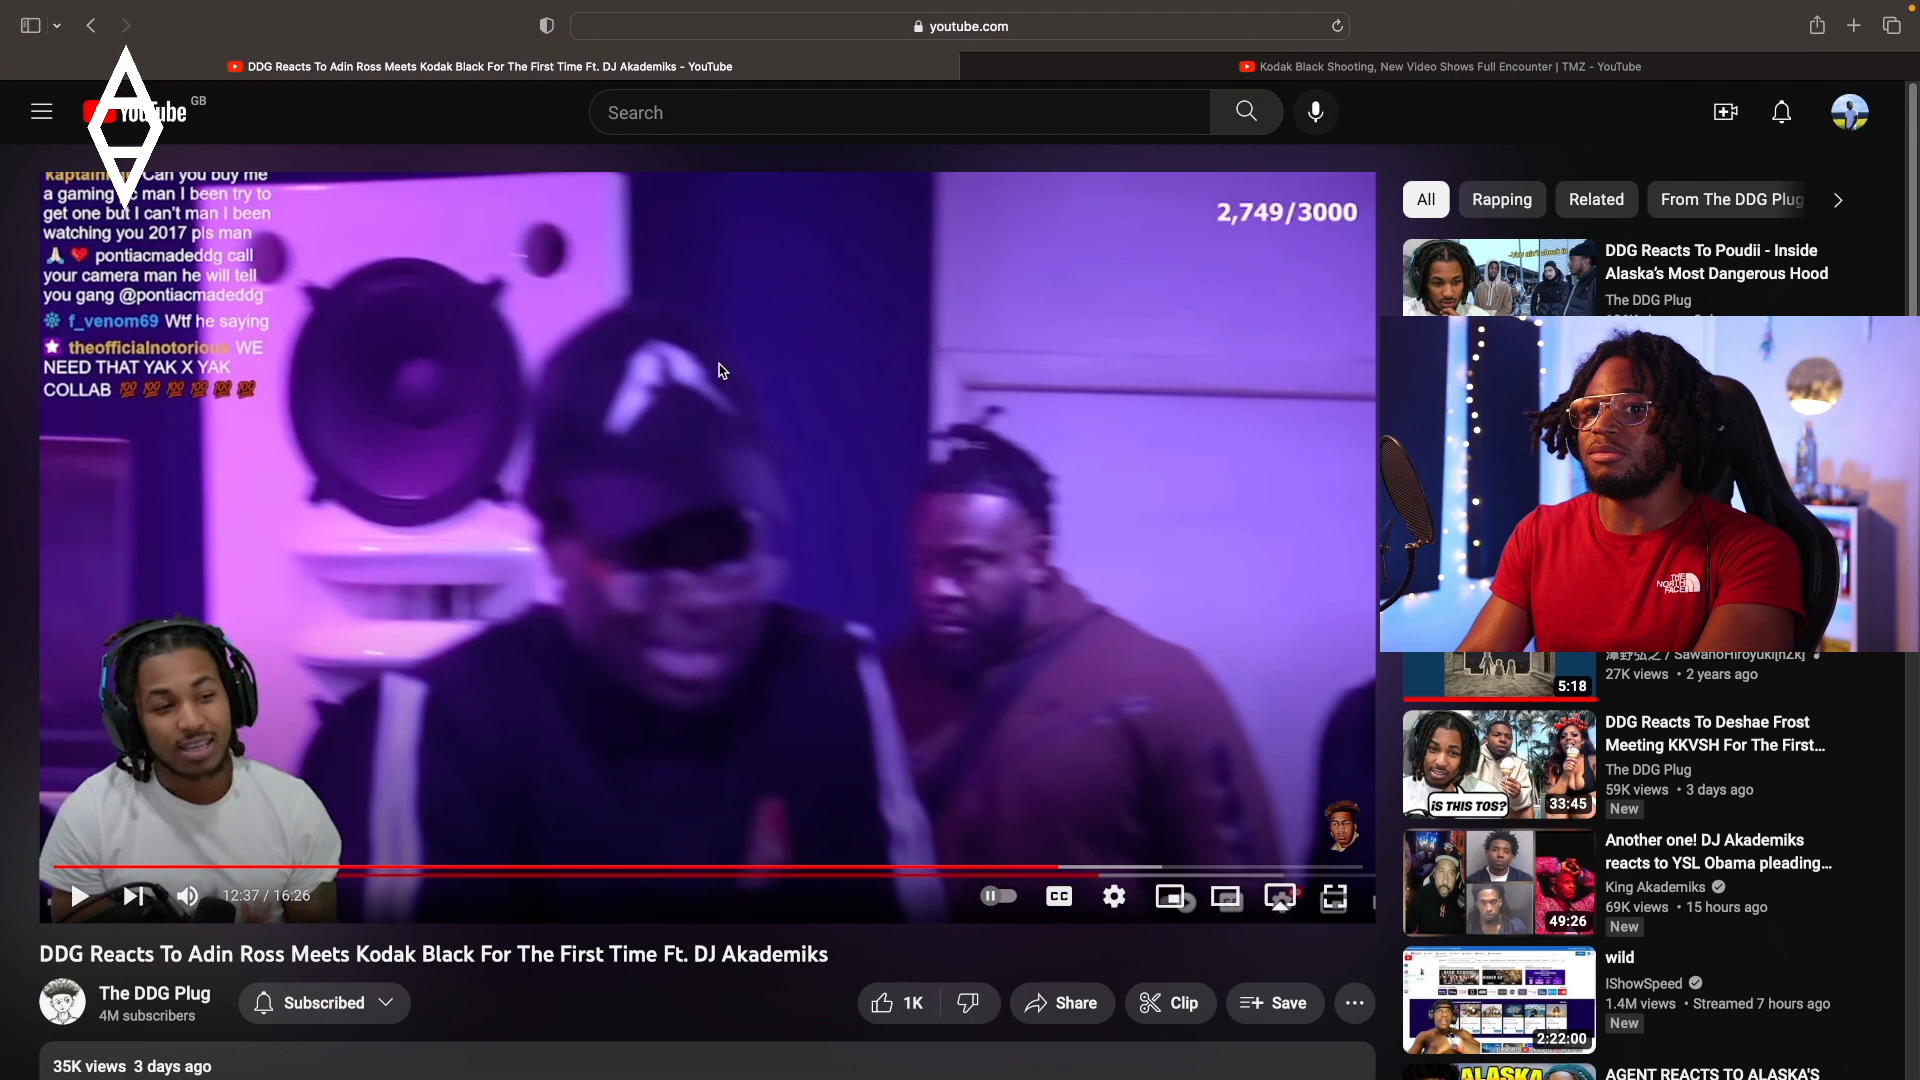 youtube.com
DDG Reacts To Adin Ross Meets Kodak Black For The First Time Ft. DJ Akademiks - YouTube
Kodak Black Shooting, New Video Shows Full Encounter | TMZ - YouTube
YouTube GB
Search
Can you buy me
a gaming pc man I been try to
get one but I can't man I been
watching you 2017 pls man
🙏🏻 ❤️ pontiacmadeddg call
your camera man he will tell
you gang @pontiacmadeddg
f_venom69 Wtf he saying
theofficialnotorious WE
NEED THAT YAK X YAK
COLLAB 💯 💯 💯 💯 💯 💯
2,749/3000
12:37 / 16:26
CC
DDG Reacts To Adin Ross Meets Kodak Black For The First Time Ft. DJ Akademiks
The DDG Plug
4M subscribers
Subscribed
1K
Share
Clip
Save
35K views 3 days ago
All
Rapping
Related
From The DDG Plug
DDG Reacts To Poudii - Inside
Alaska's Most Dangerous Hood
The DDG Plug
THE
NORTH
FACE
27K views • 2 years ago
5:18
DDG Reacts To Deshae Frost
Meeting KKVSH For The First...
The DDG Plug
59K views • 3 days ago
New
IS THIS TOS?
33:45
Another one! DJ Akademiks
reacts to YSL Obama pleading...
King Akademiks
69K views • 15 hours ago
New
49:26
wild
IShowSpeed
1.4M views • Streamed 7 hours ago
New
2:22:00
ALASKA
AGENT REACTS TO ALASKA'S